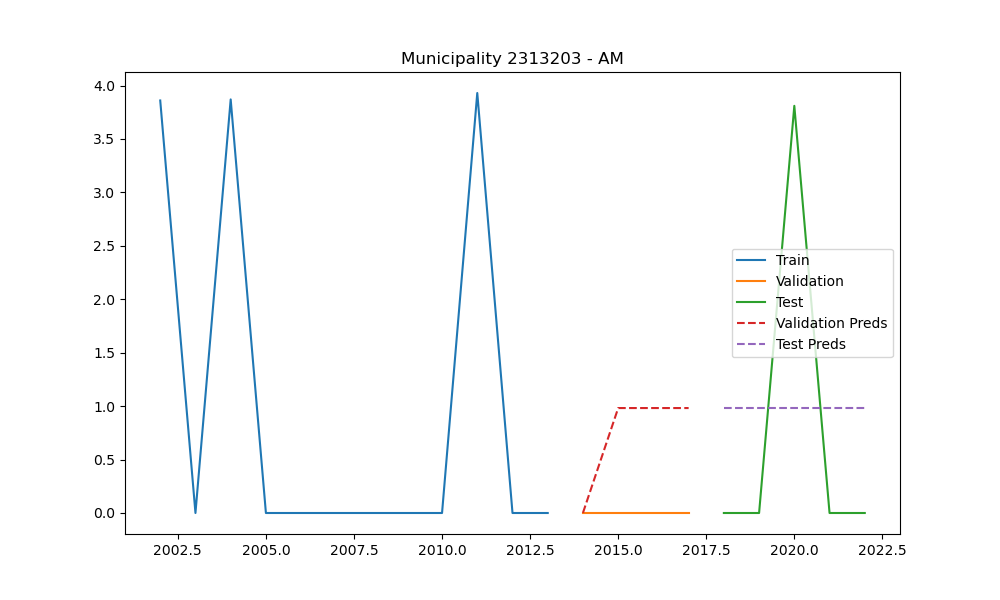 Municipality 2313203 - AM
4.0
3.5
3.0
2.5
2.0
1.5
1.0
0.5
0.0
Train
Validation
Test
Validation Preds
Test Preds
2002.5 2005.0 2007.5 2010.0 2012.5 2015.0 2017.5 2020.0 2022.5